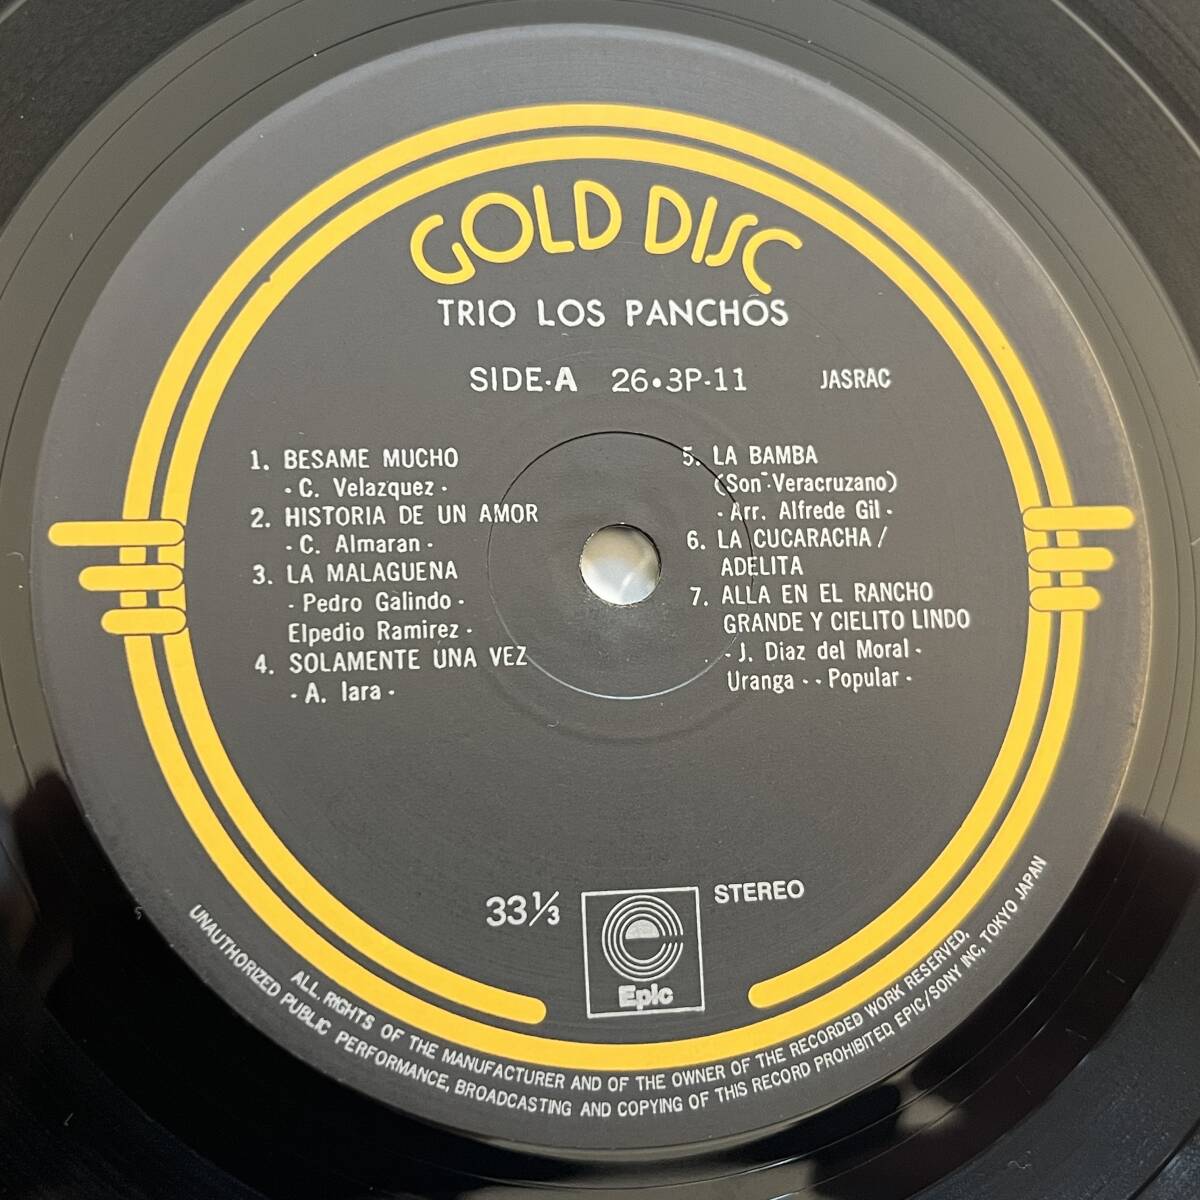 GOLD DISC
TRIO LOS PANCHOS
SIDE·A 26·3P-11 JASRAC
1. BESAME MUCHO
· C. Velazquez ·
2. HISTORIA DE UN AMOR
· C. Almaran ·
3. LA MALAGUENA
· Pedro Galindo ·
Elpedio Ramirez ·
4. SOLAMENTE UNA VEZ
· A. lara ·
5. LA BAMBA
(Son Veracruzano)
· Arr. Alfrede Gil ·
6. LA CUCARACHA /
ADELITA
7. ALLA EN EL RANCHO
GRANDE Y CIELITO LINDO
· J. Diaz del Moral ·
Uranga · · Popular ·
33⅓ STEREO
Epic
ALL RIGHTS OF THE MANUFACTURER AND OF THE OWNER OF THE RECORDED WORK RESERVED.
UNAUTHORIZED PUBLIC PERFORMANCE, BROADCASTING AND COPYING OF THIS RECORD PROHIBITED. EPIC/SONY INC, TOKYO JAPAN